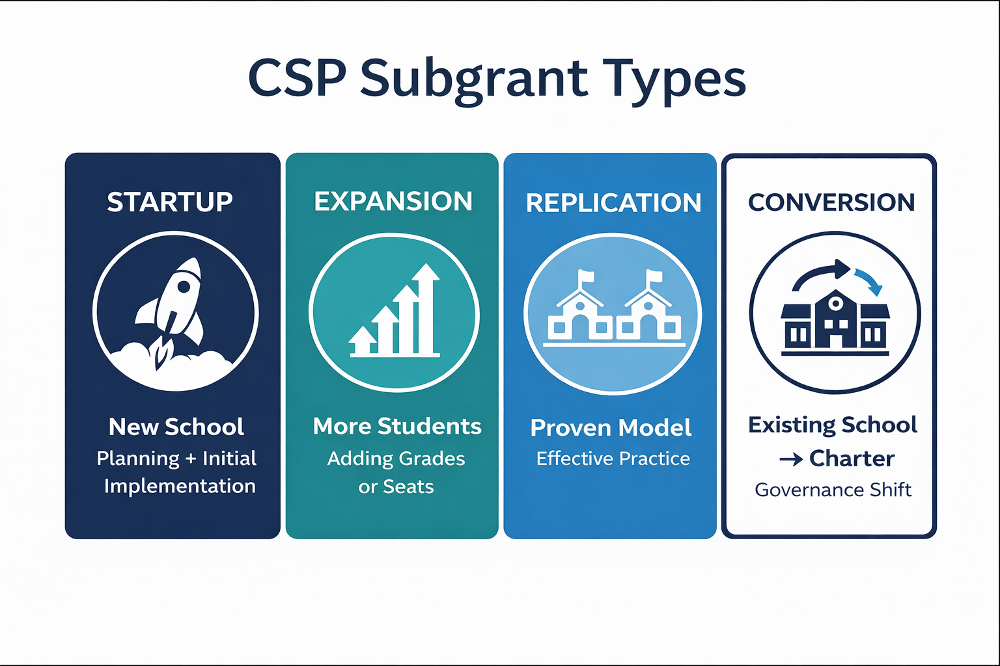 CSP Subgrant Types
STARTUP
New School
Planning + Initial
Implementation
EXPANSION
More Students
Adding Grades
or Seats
REPLICATION
Proven Model
Effective Practice
CONVERSION
Existing School
→ Charter
Governance Shift